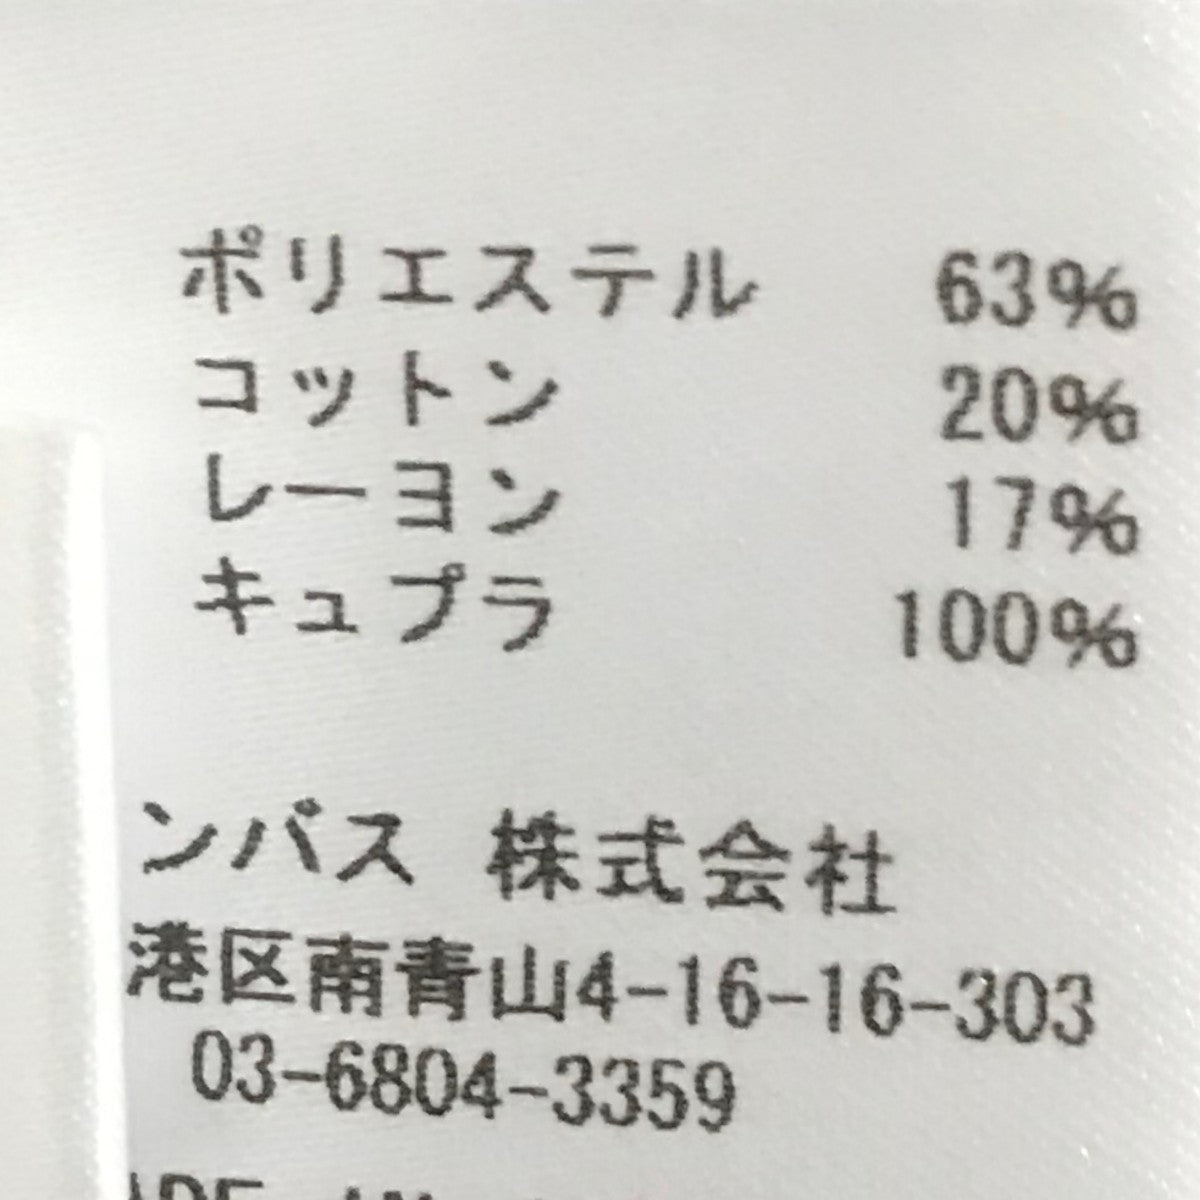 ポリエステル 63%
コットン 20%
レーヨン 17%
キュプラ 100%
ンパス 株式会社
港区南青山4-16-16-303
03-6804-3359